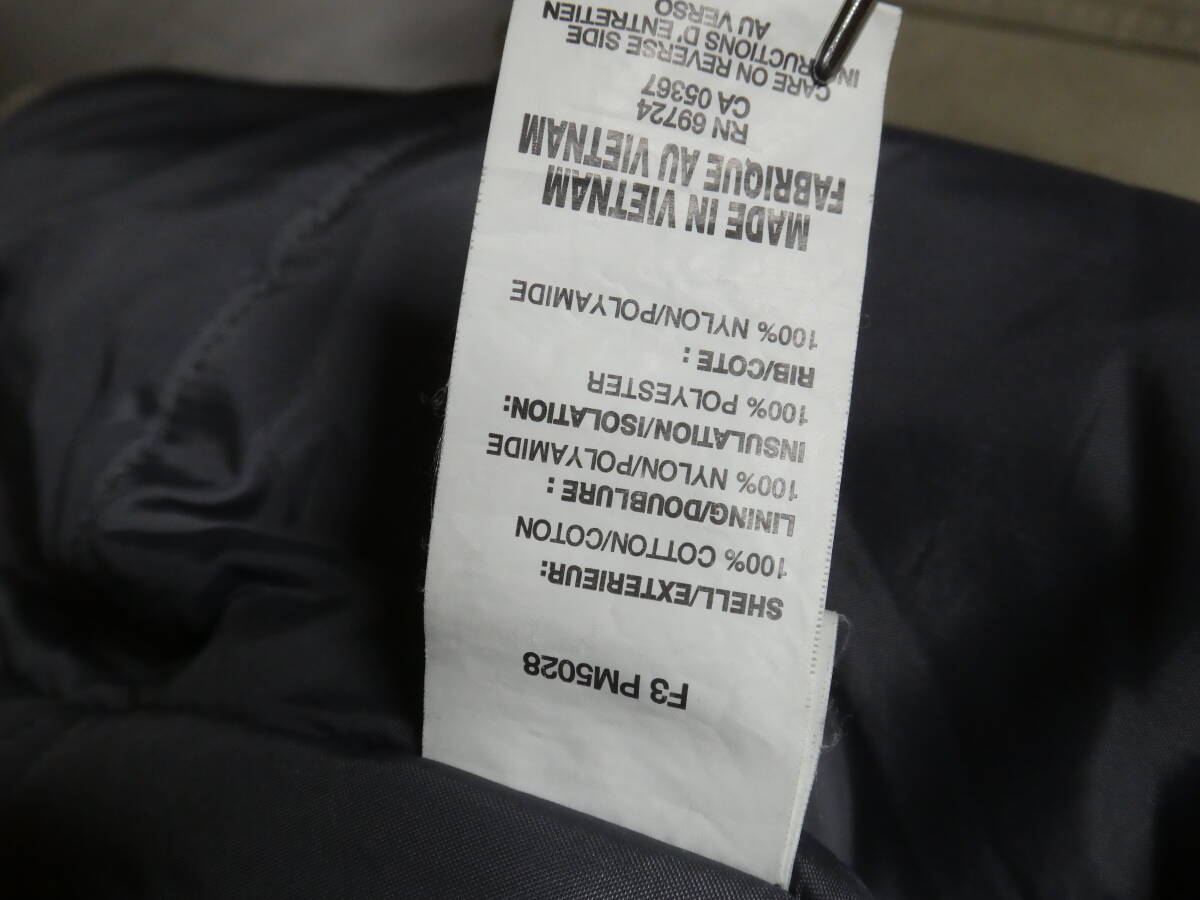 F3 PM5028
SHELL/EXTERIEUR:
100% COTTON/COTON
LINING/DOUBLURE :
100% NYLON/POLYAMIDE
INSULATION/ISOLATION:
100% POLYESTER
RIB/COTE :
100% NYLON/POLYAMIDE
MADE IN VIETNAM
FABRIQUE AU VIETNAM
RN 69724
CA 05367
CARE ON REVERSE SIDE
INSTRUCTIONS D'ENTRETIEN
AU VERSO